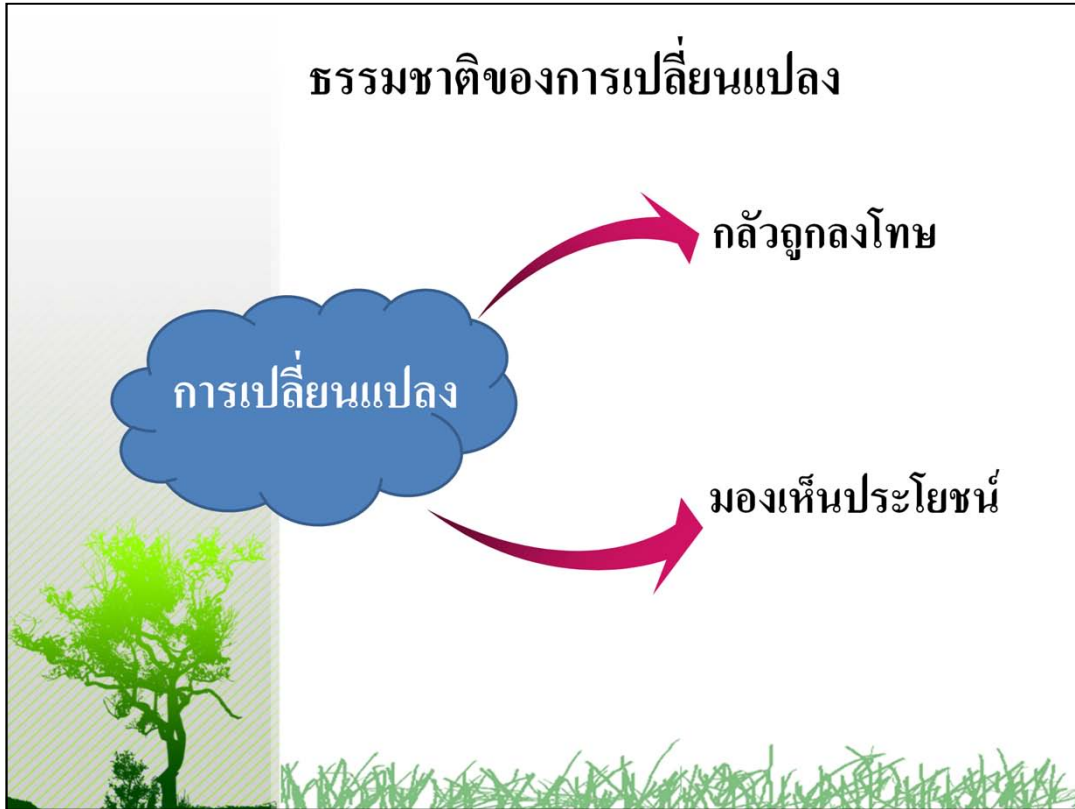 ธรรมชาติของการเปลี่ยนแปลง
กลัวถูกลงโทษ
การเปลี่ยนแปลง
มองเห็นประโยชน์